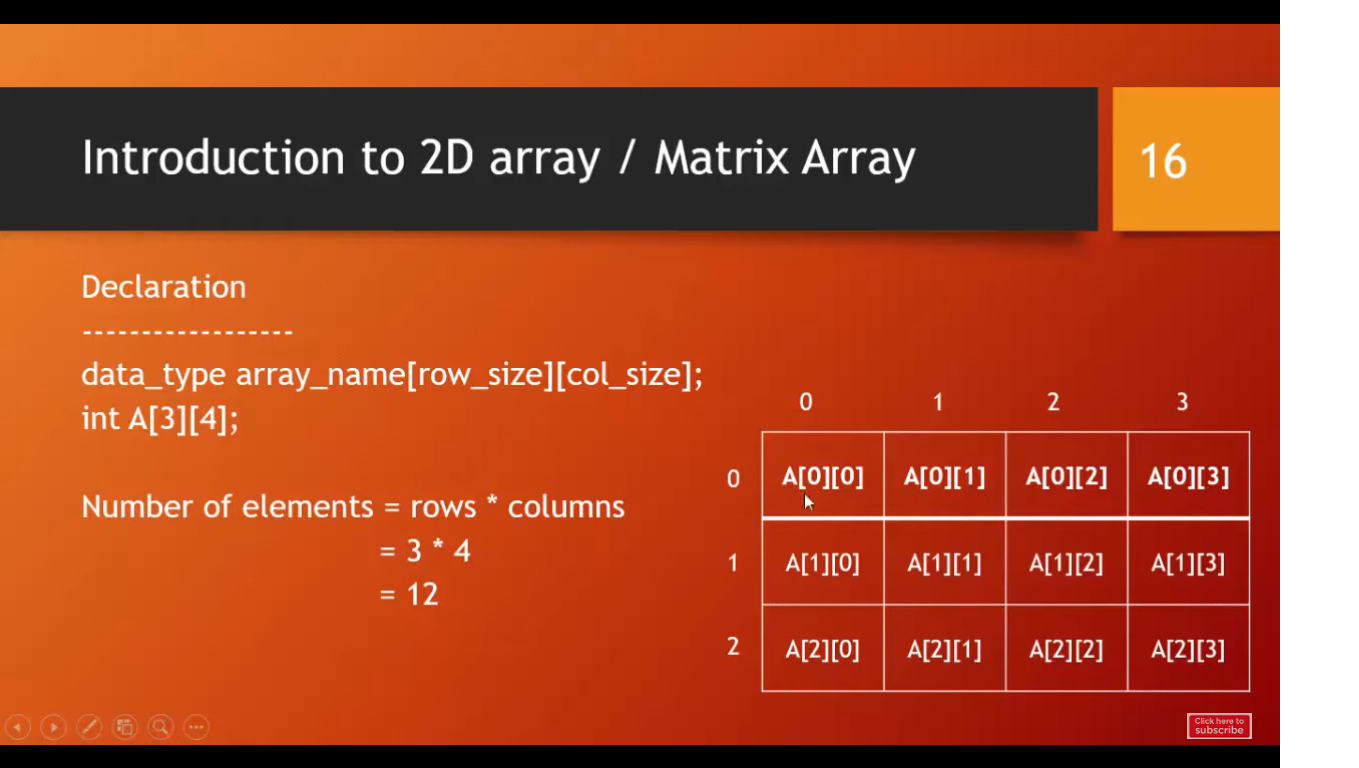 Introduction to 2D array / Matrix Array
16
Declaration
------------------
data_type array_name[row_size][col_size];
int A[3][4];
Number of elements = rows * columns
= 3 * 4
= 12
0 1 2 3
0 A[0][0] A[0][1] A[0][2] A[0][3]
1 A[1][0] A[1][1] A[1][2] A[1][3]
2 A[2][0] A[2][1] A[2][2] A[2][3]
Click here to
subscribe